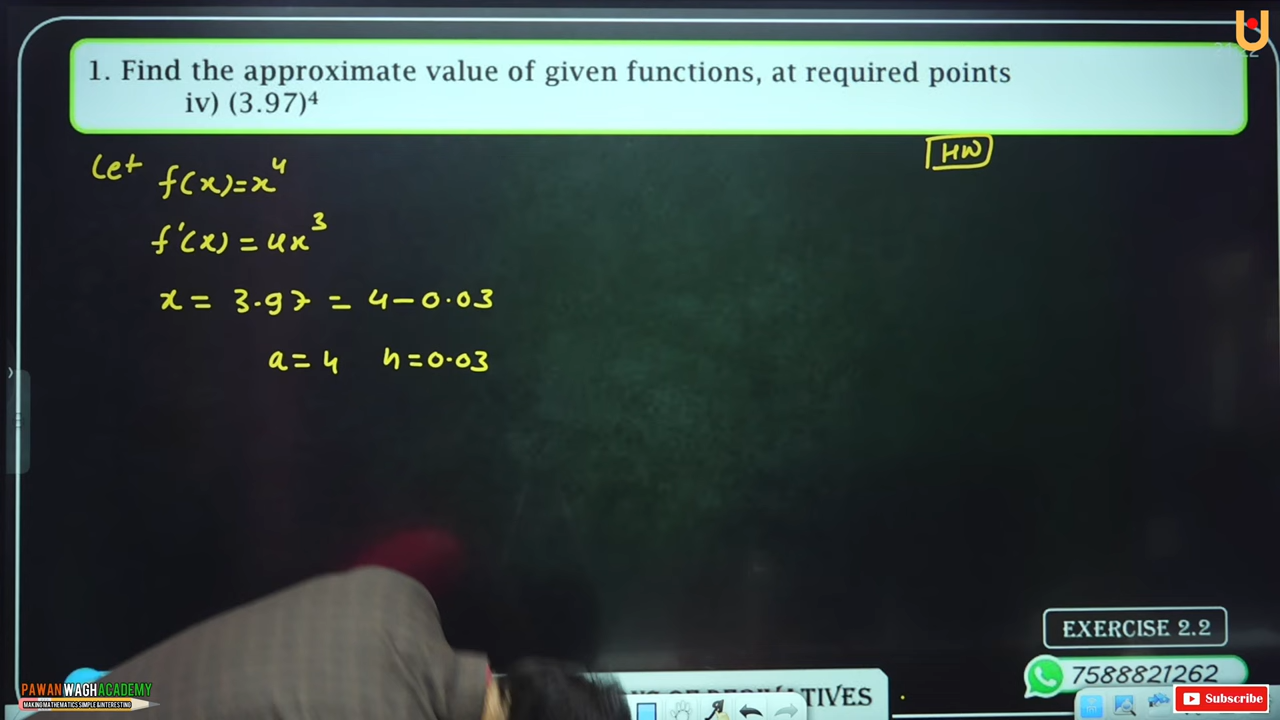 1. Find the approximate value of given functions, at required points
iv) (3.97)⁴
HW
Let f(x)=x⁴
f'(x) = 4x³
x = 3.97 = 4-0.03
a = 4 h=0.03
EXERCISE 2.2
7588821262
PAWAN WAGH ACADEMY
MAKING MATHEMATICS SIMPLE & INTERESTING
OF DERIVATIVES
Subscribe